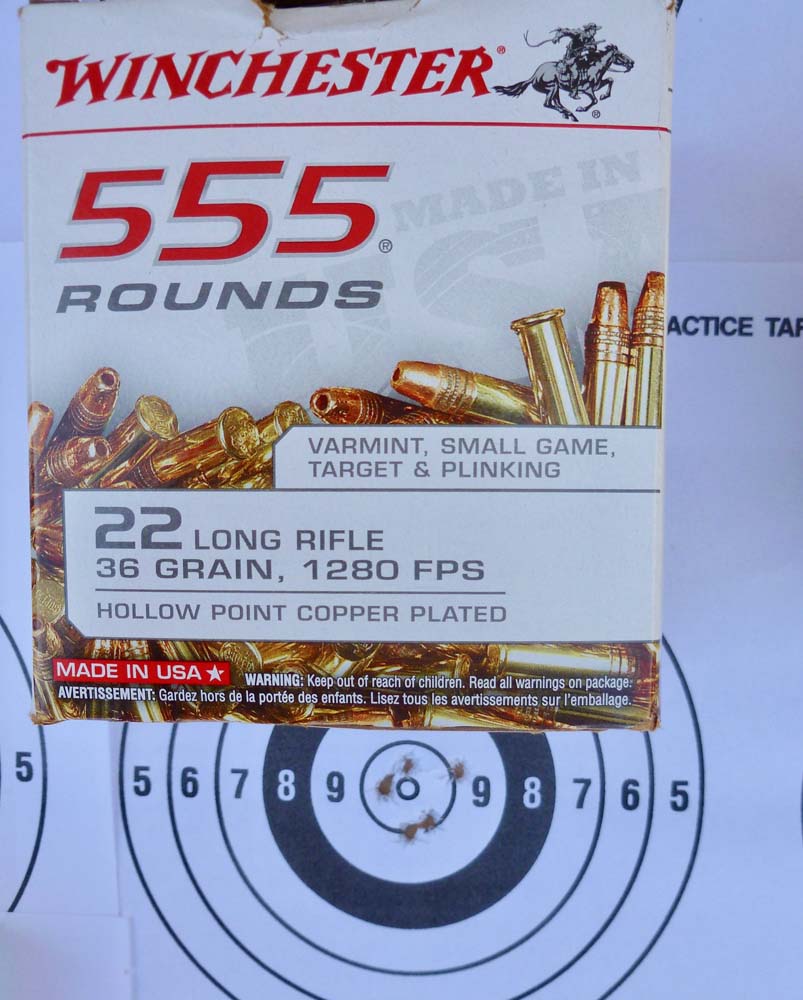 WINCHESTER®
®
555®
MADE IN
USA
ROUNDS
ACTICE TAR
VARMINT, SMALL GAME,
TARGET & PLINKING
22 LONG RIFLE
36 GRAIN, 1280 FPS
HOLLOW POINT COPPER PLATED
MADE IN USA ★
WARNING: Keep out of reach of children. Read all warnings on package.
AVERTISSEMENT: Gardez hors de la portée des enfants. Lisez tous les avertissements sur l'emballage.
5
5 6 7 8 9 9 8 7 6 5